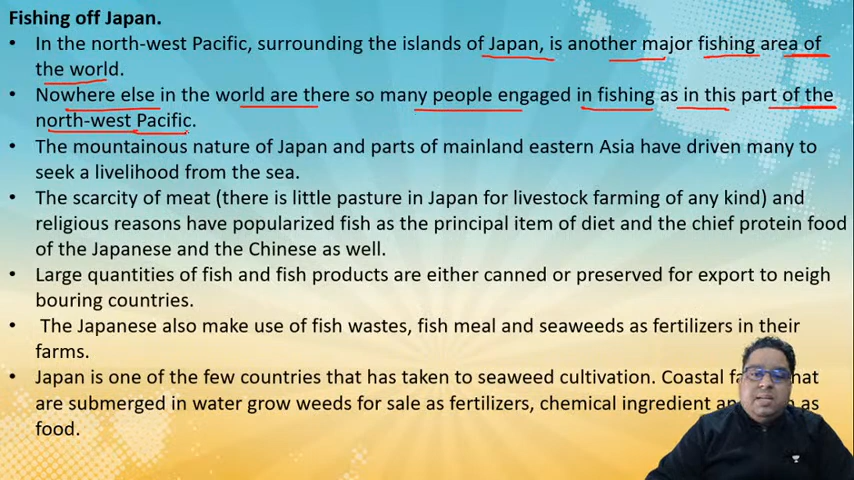 Fishing off Japan.
• In the north-west Pacific, surrounding the islands of Japan, is another major fishing area of
the world.
• Nowhere else in the world are there so many people engaged in fishing as in this part of the
north-west Pacific.
• The mountainous nature of Japan and parts of mainland eastern Asia have driven many to
seek a livelihood from the sea.
• The scarcity of meat (there is little pasture in Japan for livestock farming of any kind) and
religious reasons have popularized fish as the principal item of diet and the chief protein food
of the Japanese and the Chinese as well.
• Large quantities of fish and fish products are either canned or preserved for export to neigh
bouring countries.
• The Japanese also make use of fish wastes, fish meal and seaweeds as fertilizers in their
farms.
• Japan is one of the few countries that has taken to seaweed cultivation. Coastal
are submerged in water grow weeds for sale as fertilizers, chemical ingredient as
food.